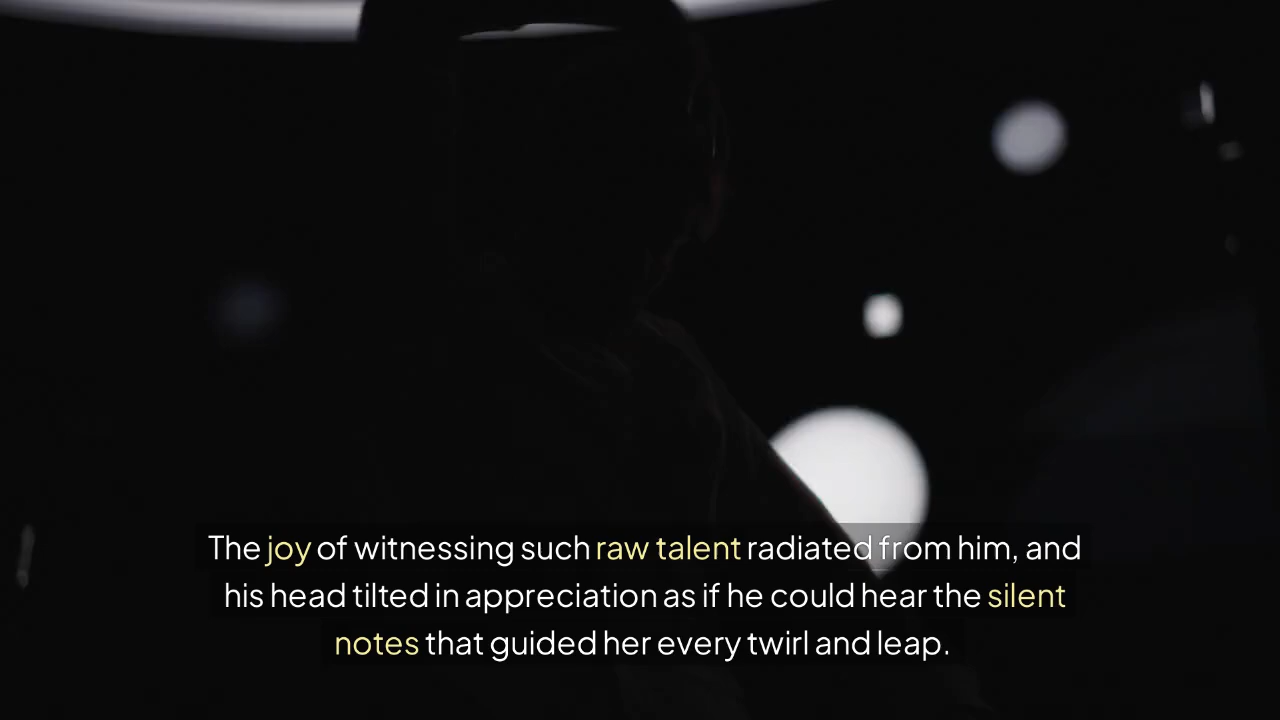 The joy of witnessing such raw talent radiated from him, and
his head tilted in appreciation as if he could hear the silent
notes that guided her every twirl and leap.